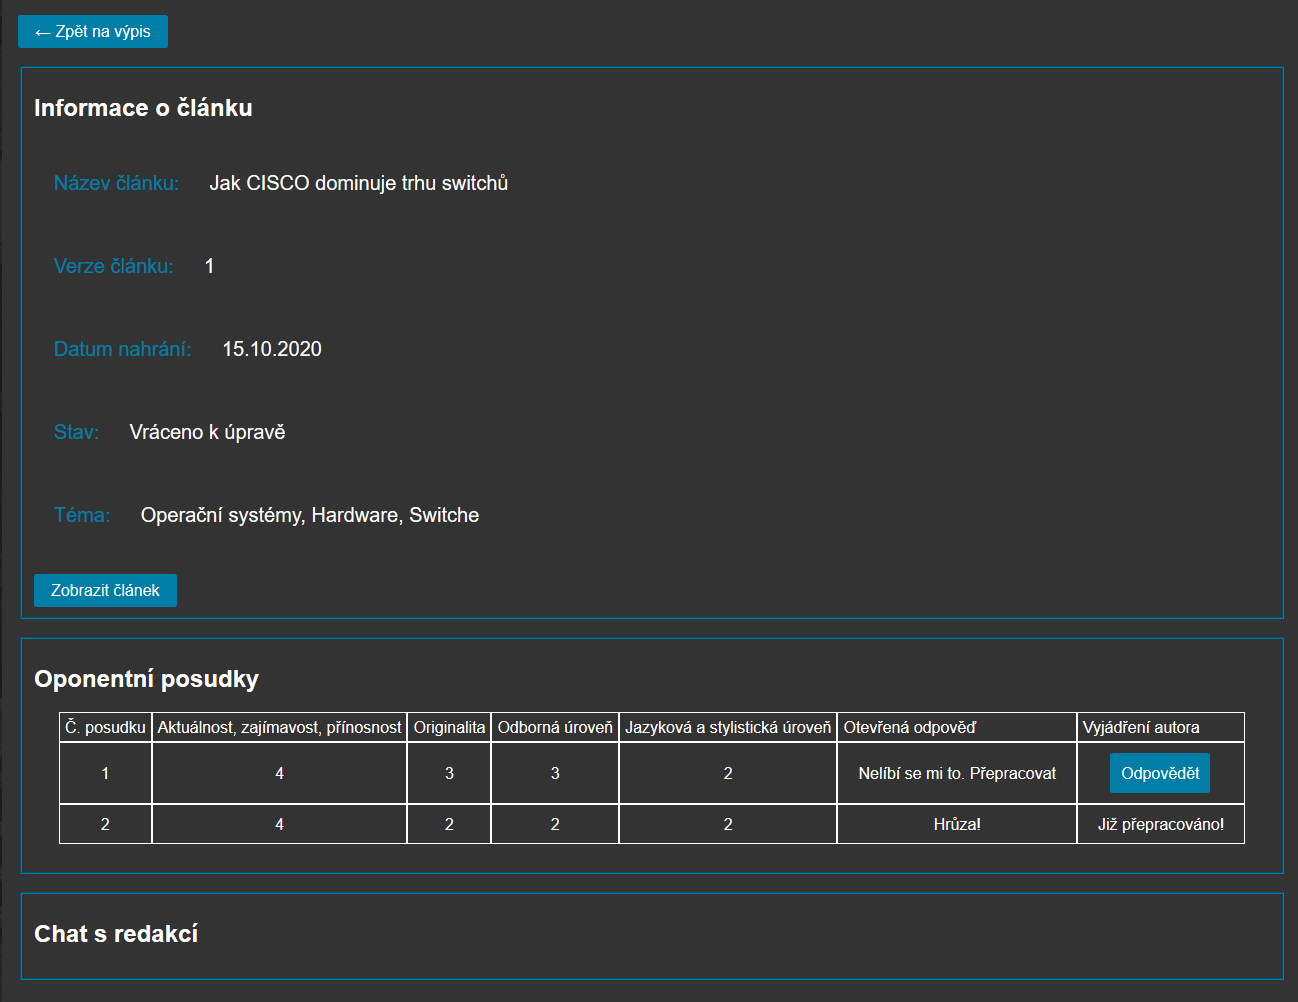 ← Zpět na výpis
Informace o článku
Název článku: Jak CISCO dominuje trhu switchů
Verze článku: 1
Datum nahrání: 15.10.2020
Stav: Vráceno k úpravě
Téma: Operační systémy, Hardware, Switche
Zobrazit článek
Oponentní posudky
Č. posudku Aktuálnost, zajímavost, přínosnost Originalita Odborná úroveň Jazyková a stylistická úroveň Otevřená odpověď Vyjádření autora
1 4 3 3 2 Nelíbí se mi to. Přepracovat Odpovědět
2 4 2 2 2 Hrůza! Již přepracováno!
Chat s redakcí